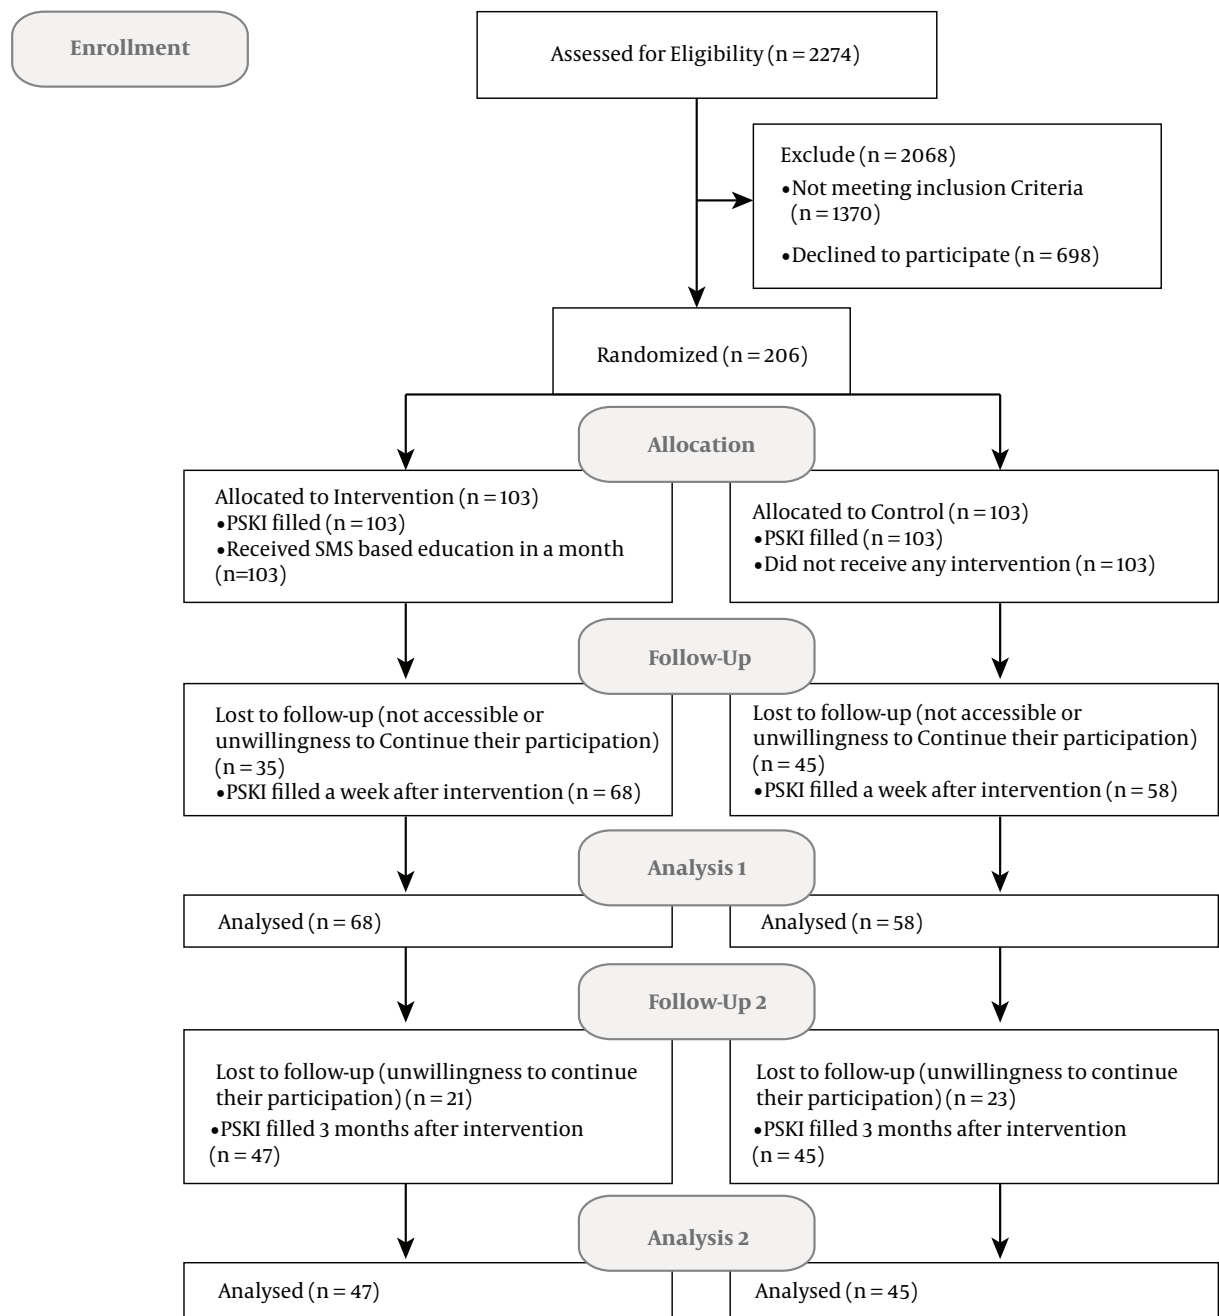 Enrollment
Assessed for Eligibility (n = 2274)
Exclude (n = 2068)
•Not meeting inclusion Criteria
(n = 1370)
•Declined to participate (n = 698)
Randomized (n = 206)
Allocation
Allocated to Intervention (n = 103)
•PSKI filled (n = 103)
•Received SMS based education in a month
(n=103)
Allocated to Control (n = 103)
•PSKI filled (n = 103)
•Did not receive any intervention (n = 103)
Follow-Up
Lost to follow-up (not accessible or
unwillingness to Continue their participation)
(n = 35)
•PSKI filled a week after intervention (n = 68)
Lost to follow-up (not accessible or
unwillingness to Continue their participation)
(n = 45)
•PSKI filled a week after intervention (n = 58)
Analysis 1
Analysed (n = 68)
Analysed (n = 58)
Follow-Up 2
Lost to follow-up (unwillingness to continue
their participation) (n = 21)
•PSKI filled 3 months after intervention
(n = 47)
Lost to follow-up (unwillingness to continue
their participation) (n = 23)
•PSKI filled 3 months after intervention
(n = 45)
Analysis 2
Analysed (n = 47)
Analysed (n = 45)